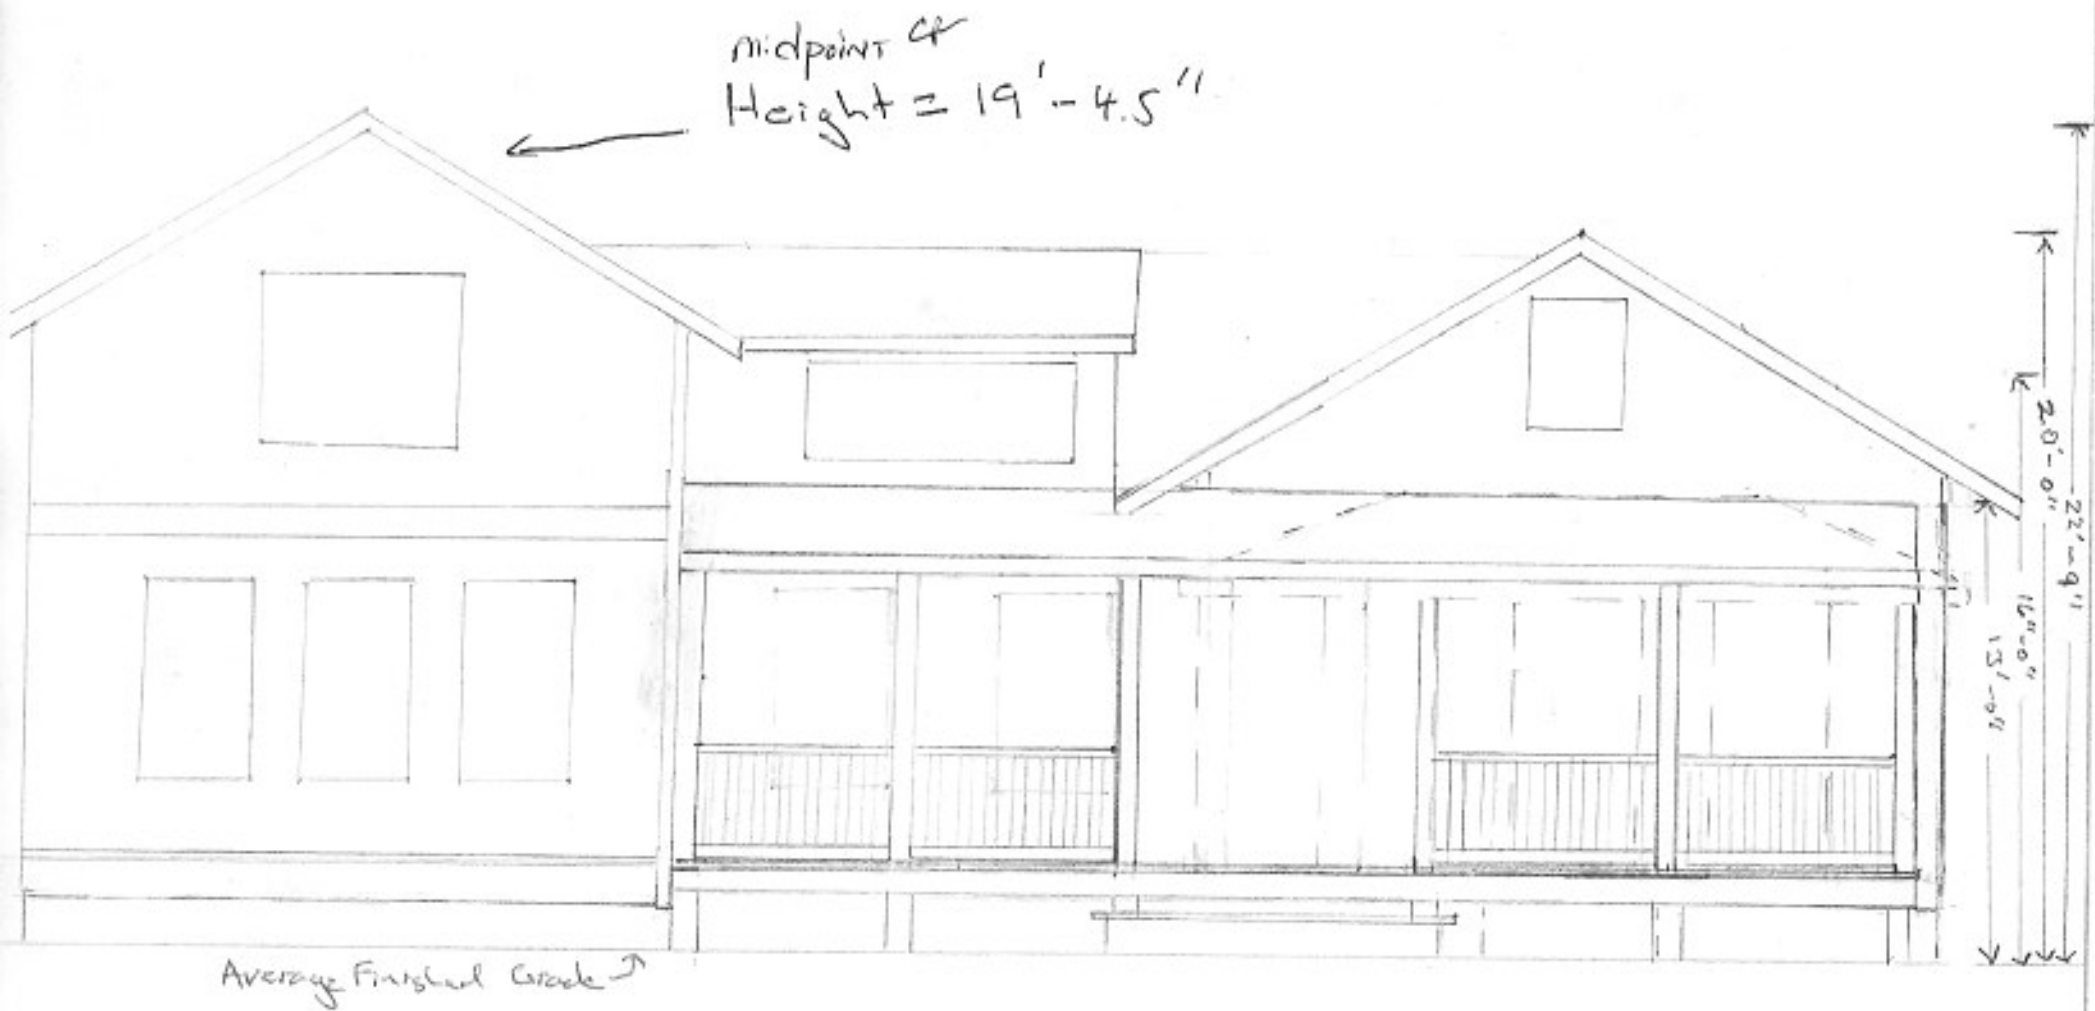 midpoint of
Height = 19'-4.5"
20'-0"
22'-9"
16"-0"
13'-0"
Average Finished Grade